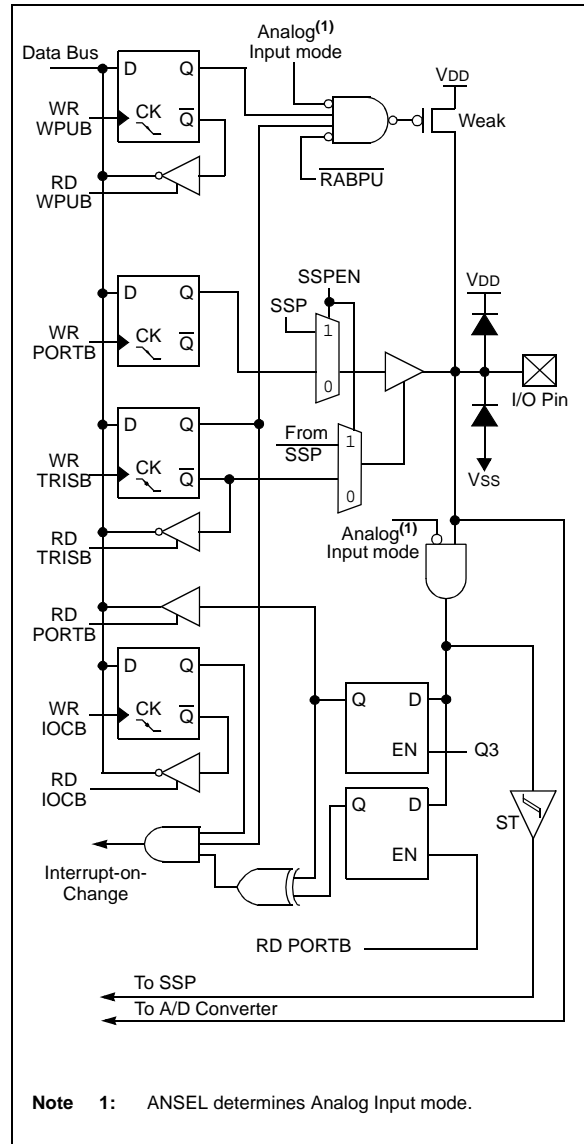 Data Bus
D Q
WR
WPUB
CK
Q
RD
WPUB
Analog(1)
Input mode
RABPU
VDD
Weak
D Q
WR
PORTB
CK
Q
SSPEN
SSP
1
0
VDD
I/O Pin
VSS
D Q
WR
TRISB
CK
Q
From
SSP
1
0
RD
TRISB
Analog(1)
Input mode
RD
PORTB
D Q
WR
IOCB
CK
Q
Q D
EN
Q3
RD
IOCB
Q D
EN
ST
Interrupt-on-
Change
RD PORTB
To SSP
To A/D Converter
Note 1: ANSEL determines Analog Input mode.